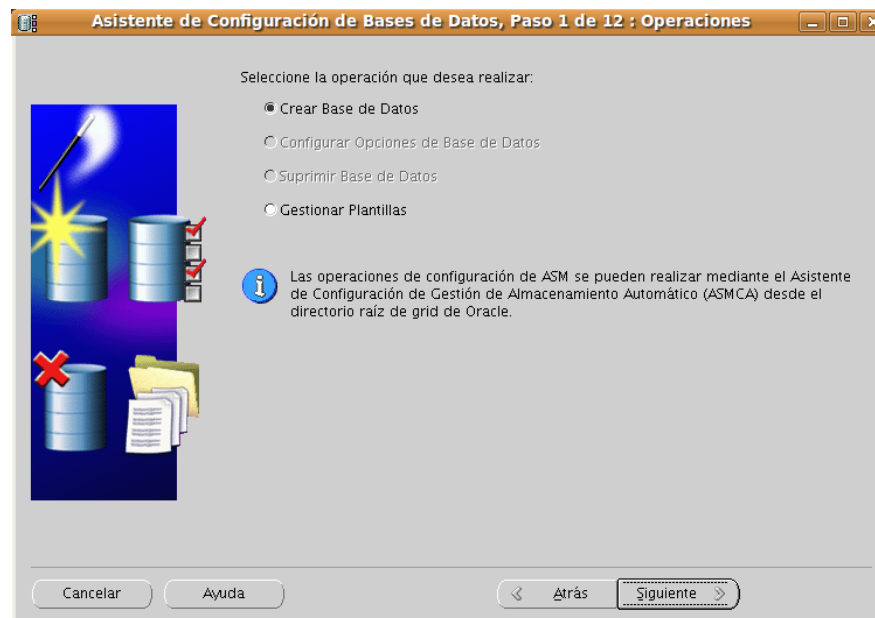 Asistente de Configuración de Bases de Datos, Paso 1 de 12 : Operaciones
Seleccione la operación que desea realizar:
Crear Base de Datos
Configurar Opciones de Base de Datos
Suprimir Base de Datos
Gestionar Plantillas
Las operaciones de configuración de ASM se pueden realizar mediante el Asistente
de Configuración de Gestión de Almacenamiento Automático (ASMCA) desde el
directorio raíz de grid de Oracle.
Cancelar
Ayuda
Atrás
Siguiente